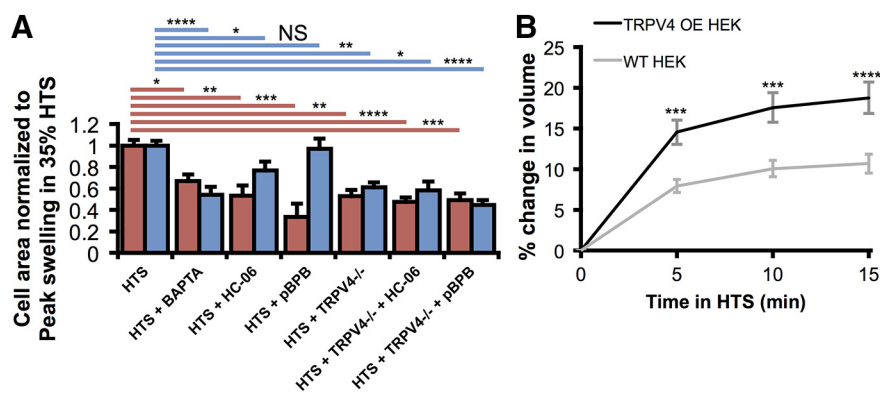 A
****
*
NS
**
*
****
*
**
***
**
****
***
Cell area normalized to
Peak swelling in 35% HTS
1.2
1
0.8
0.6
0.4
0.2
0
HTS
HTS + BAPTA
HTS + HC-06
HTS + pBPB
HTS + TRPV4-/-
HTS + TRPV4-/- + HC-06
HTS + TRPV4-/- + pBPB
B
TRPV4 OE HEK
WT HEK
% change in volume
25
20
15
10
5
0
***
***
****
0 5 10 15
Time in HTS (min)